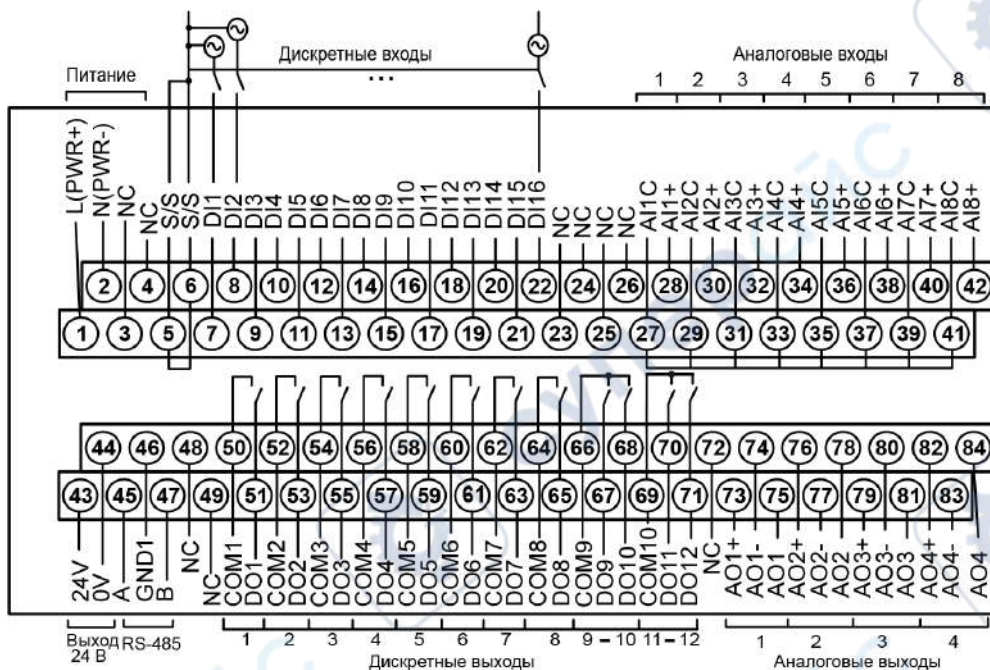 Дискретные входы
Аналоговые входы
Питание
...
1 2 3 4 5 6 7 8
L(PWR+)
N(PWR-)
NC
NC
S/S
S/S
DI1
DI2
DI3
DI4
DI5
DI6
DI7
DI8
DI9
DI10
DI11
DI12
DI13
DI14
DI15
DI16
NC
NC
NC
NC
AI1C
AI1+
AI2C
AI2+
AI3C
AI3+
AI4C
AI4+
AI5C
AI5+
AI6C
AI6+
AI7C
AI7+
AI8C
AI8+
2 4 6 8 10 12 14 16 18 20 22 24 26 28 30 32 34 36 38 40 42
1 3 5 7 9 11 13 15 17 19 21 23 25 27 29 31 33 35 37 39 41
44 46 48 50 52 54 56 58 60 62 64 66 68 70 72 74 76 78 80 82 84
43 45 47 49 51 53 55 57 59 61 63 65 67 69 71 73 75 77 79 81 83
24V
0V
A
GND1
B
NC
NC
COM1
DO1
COM2
DO2
COM3
DO3
COM4
DO4
COM5
DO5
COM6
DO6
COM7
DO7
COM8
DO8
COM9
DO9
DO10
COM10
DO11
DO12
NC
AO1+
AO1-
AO1
AO2+
AO2-
AO2
AO3+
AO3-
AO3
AO4+
AO4-
AO4
Выход
24 В
RS-485
1 2 3 4 5 6 7 8 9 – 10 11 – 12
Дискретные выходы
1 2 3 4
Аналоговые выходы